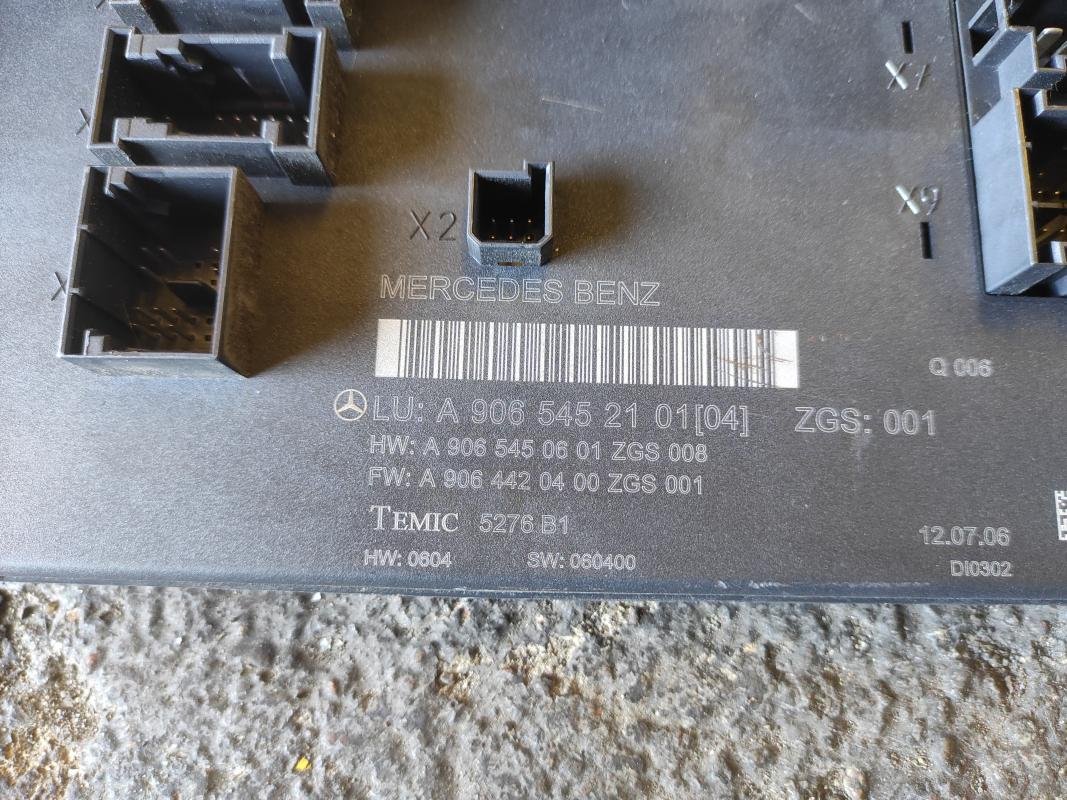 X7
X9
X2
MERCEDES BENZ
Q 006
LU: A 906 545 21 01[04] ZGS: 001
HW: A 906 545 06 01 ZGS 008
FW: A 906 442 04 00 ZGS 001
TEMIC 5276 B1
12.07.06
HW: 0604 SW: 060400
DI0302